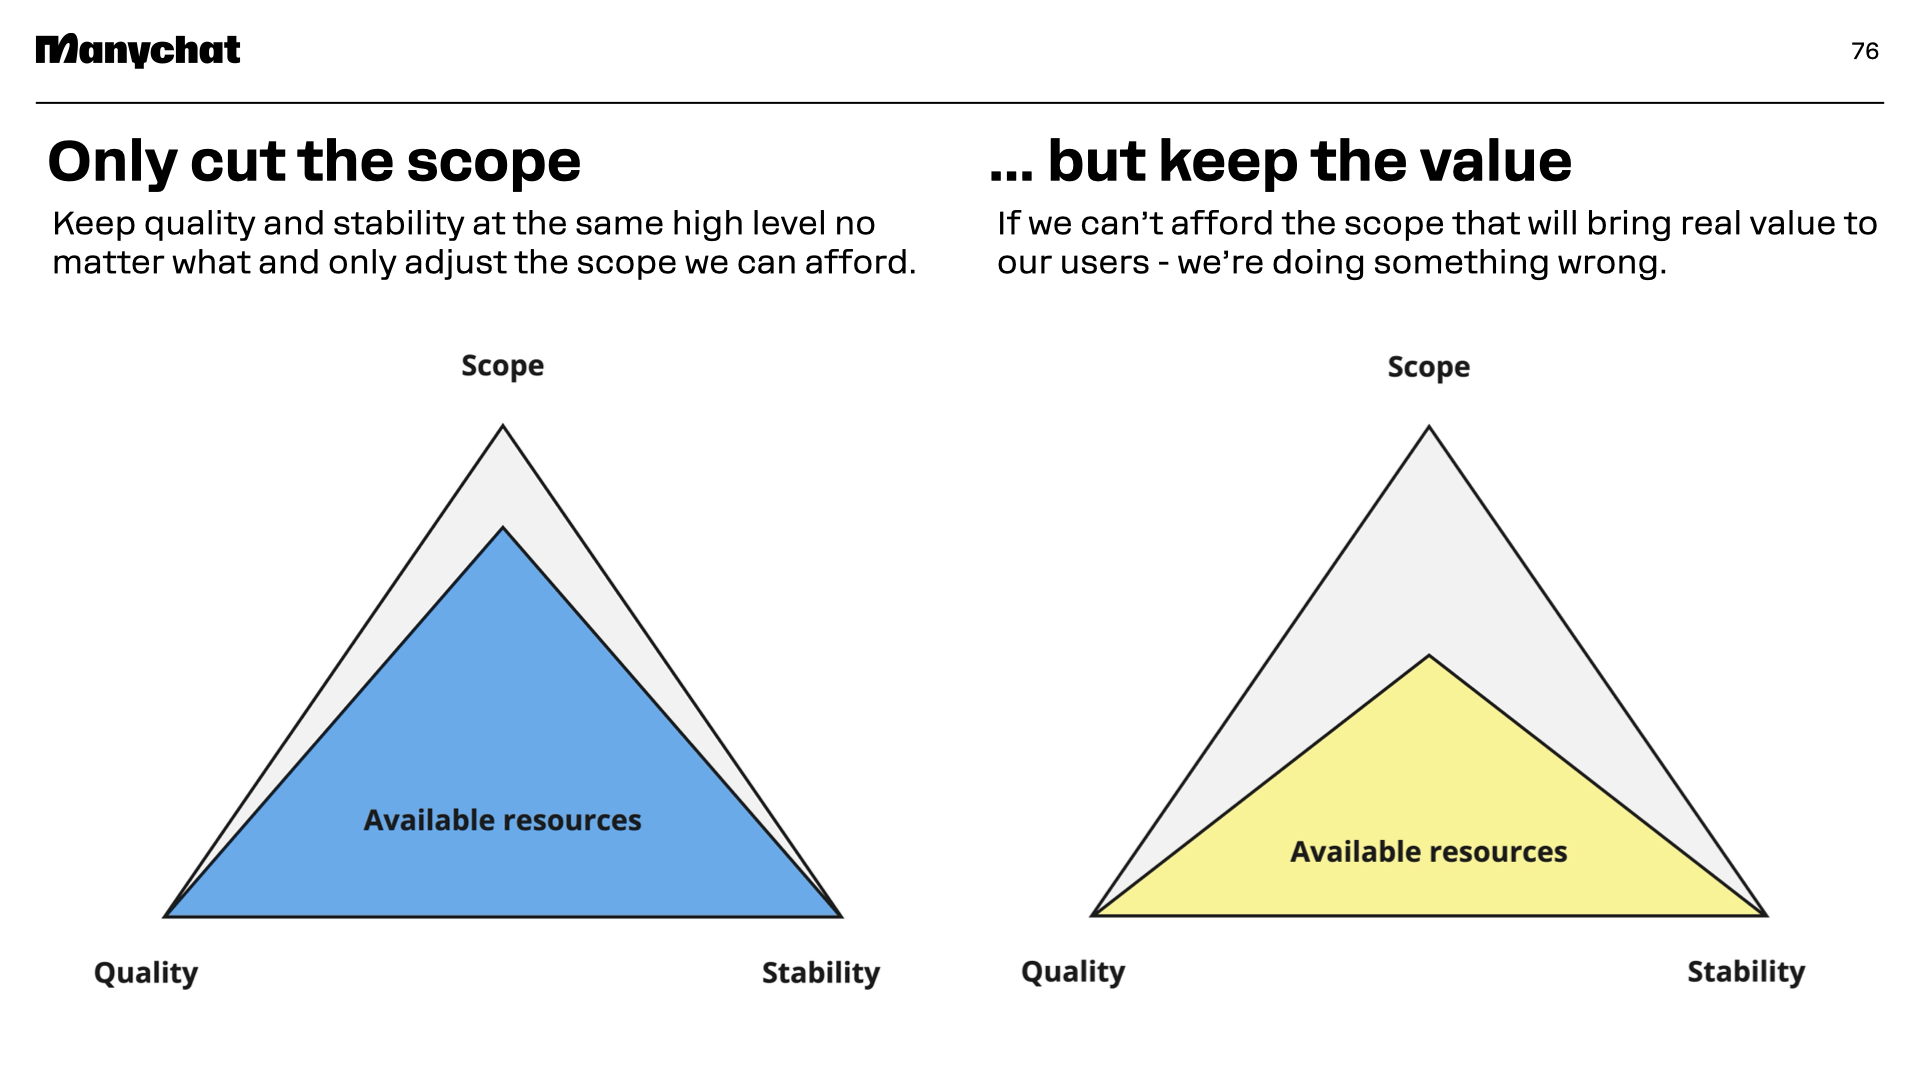 Manychat
76
Only cut the scope
Keep quality and stability at the same high level no
matter what and only adjust the scope we can afford.
... but keep the value
If we can’t afford the scope that will bring real value to
our users - we’re doing something wrong.
Scope
Available resources
Quality
Stability
Scope
Available resources
Quality
Stability